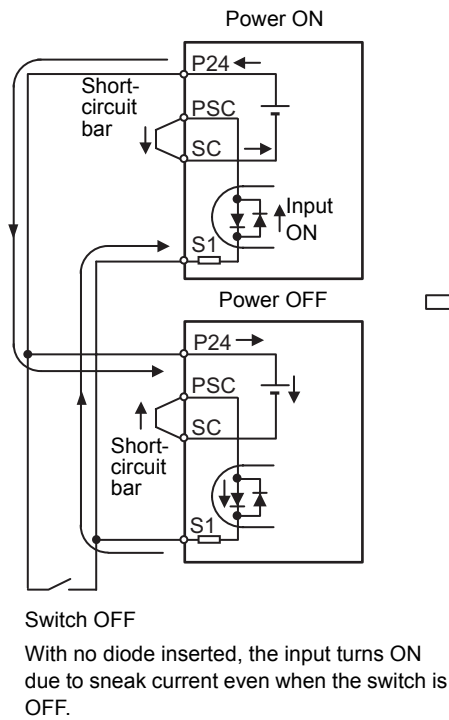 Power ON
P24
Short-
circuit
bar
PSC
SC
Input
ON
S1
Power OFF
P24
PSC
SC
Short-
circuit
bar
S1
Switch OFF
With no diode inserted, the input turns ON
due to sneak current even when the switch is
OFF.